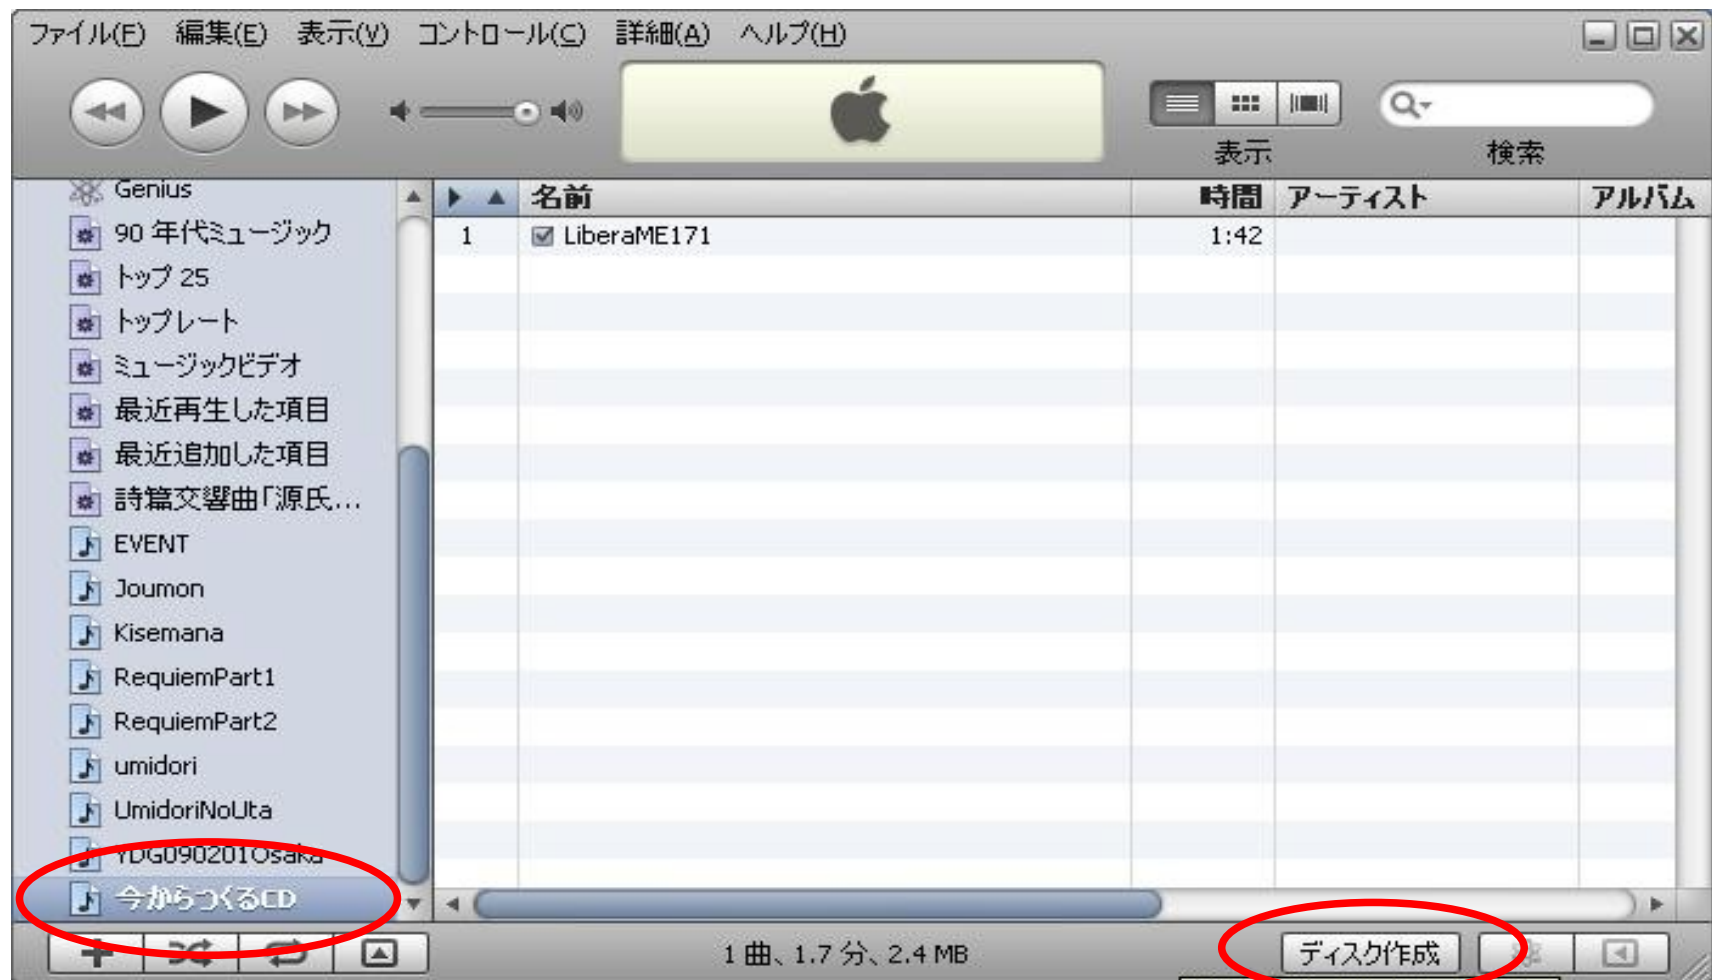 ファイル(F) 編集(E) 表示(V) コントロール(C) 詳細(A) ヘルプ(H)
表示 検索
名前 時間 アーティスト アルバム
1 LiberaME171 1:42
Genius
90 年代ミュージック
トップ 25
トップレート
ミュージックビデオ
最近再生した項目
最近追加した項目
詩篇交響曲「源氏...
EVENT
Joumon
Kisemana
RequiemPart1
RequiemPart2
umidori
UmidoriNoUta
YDG090201Osaka
今からつくるCD
1 曲、1.7 分、2.4 MB
ディスク作成